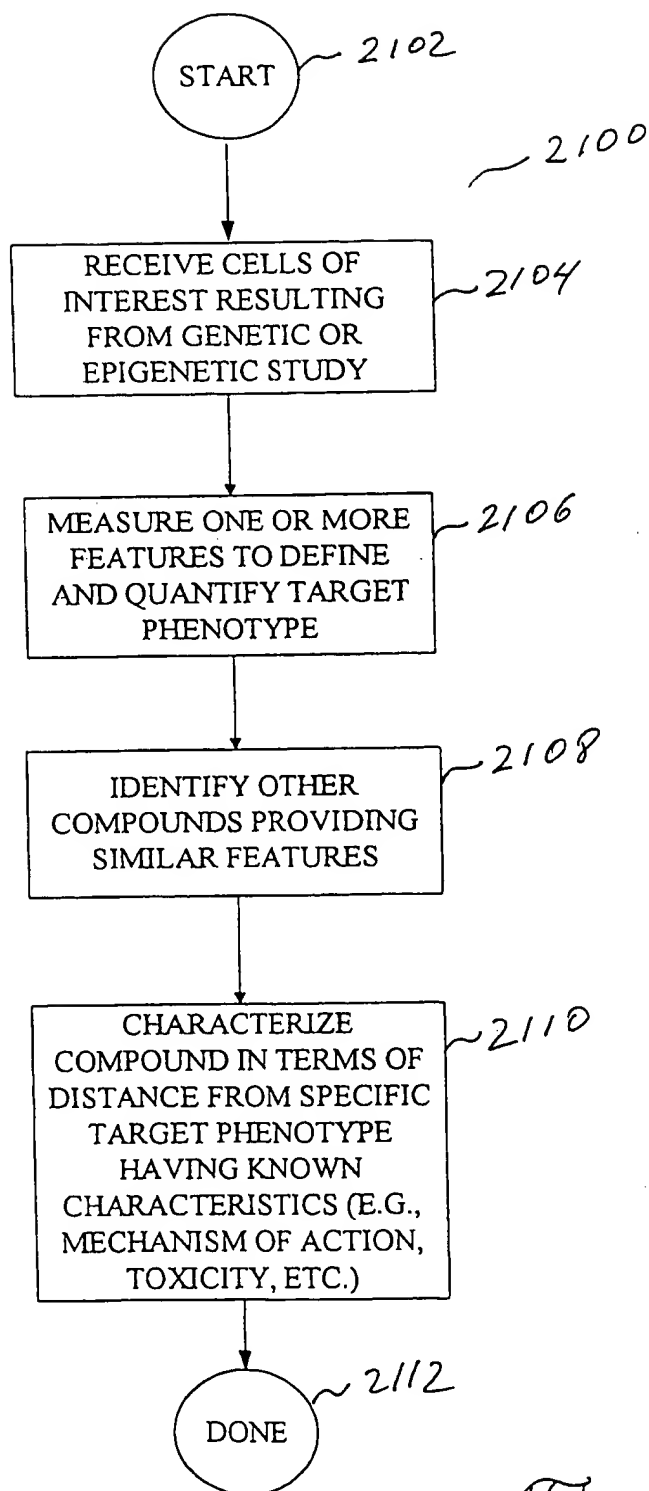 START
2102
2100
RECEIVE CELLS OF
INTEREST RESULTING
FROM GENETIC OR
EPIGENETIC STUDY
2104
MEASURE ONE OR MORE
FEATURES TO DEFINE
AND QUANTIFY TARGET
PHENOTYPE
2106
IDENTIFY OTHER
COMPOUNDS PROVIDING
SIMILAR FEATURES
2108
CHARACTERIZE
COMPOUND IN TERMS OF
DISTANCE FROM SPECIFIC
TARGET PHENOTYPE
HAVING KNOWN
CHARACTERISTICS (E.G.,
MECHANISM OF ACTION,
TOXICITY, ETC.)
2110
DONE
2112